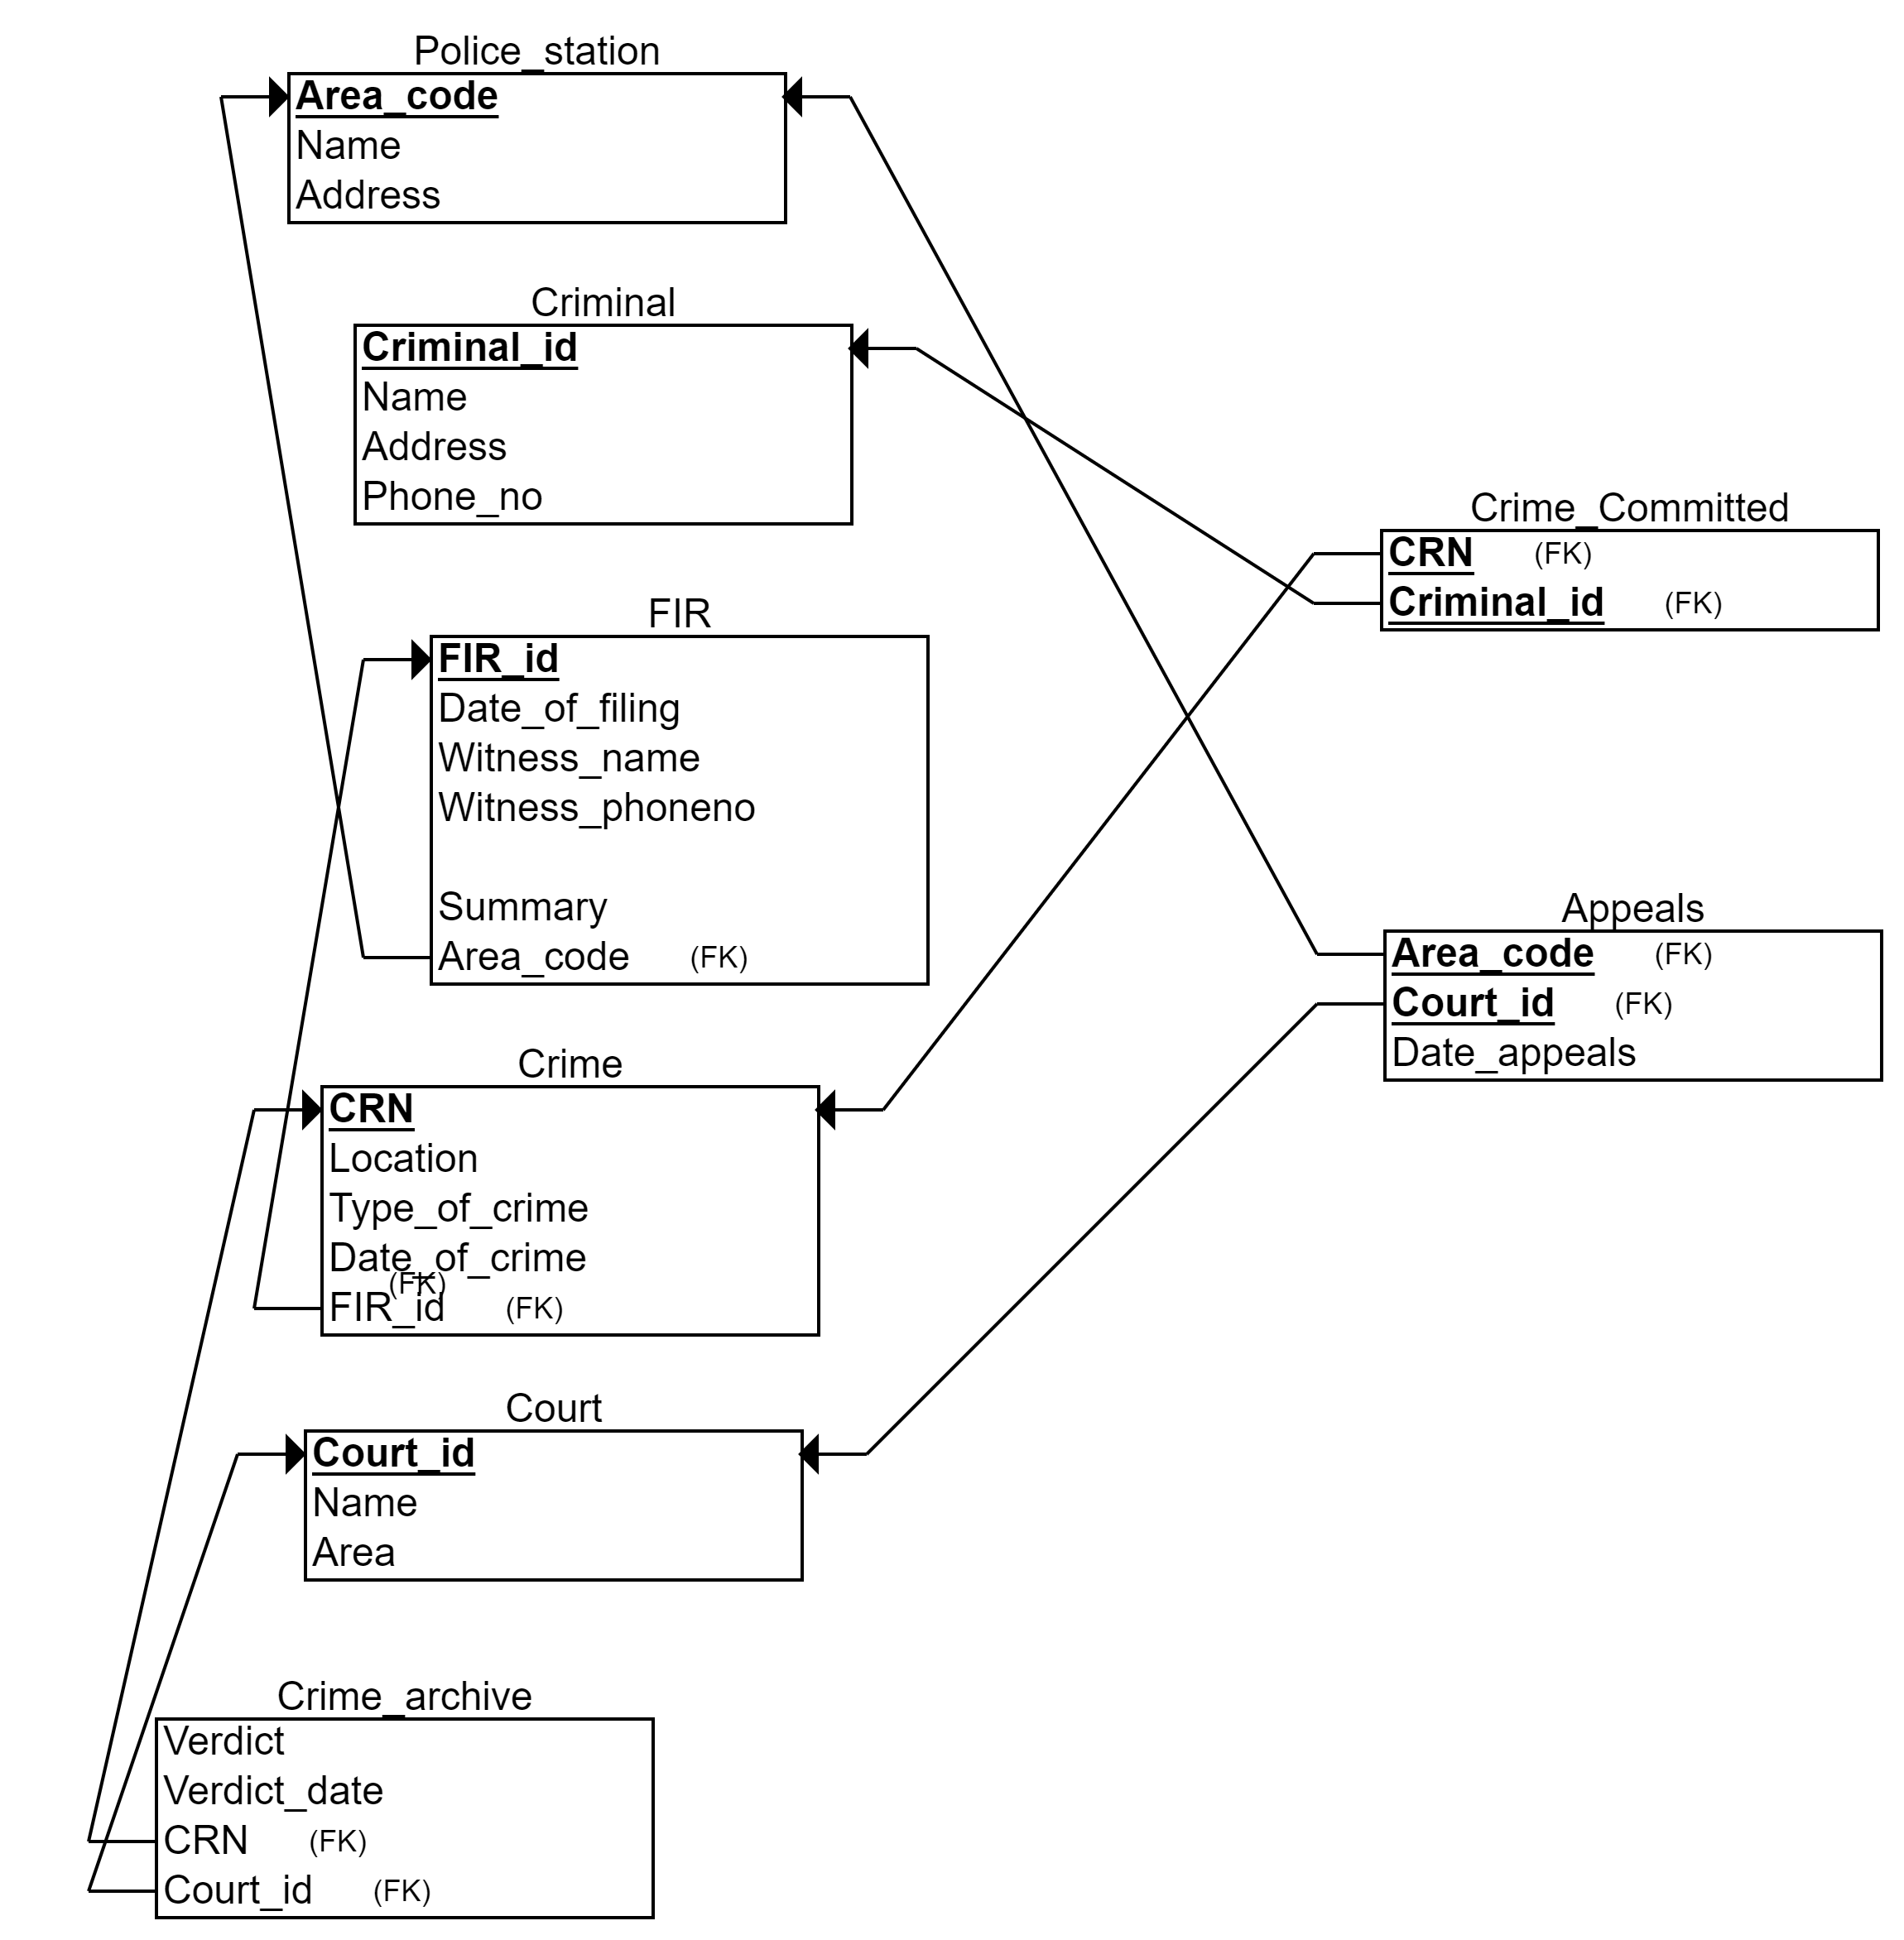 Police_station
Area_code
Name
Address
Criminal
Criminal_id
Name
Address
Phone_no
Crime_Committed
CRN (FK)
Criminal_id (FK)
FIR
FIR_id
Date_of_filing
Witness_name
Witness_phoneno
Summary
Area_code (FK)
Appeals
Area_code (FK)
Court_id (FK)
Date_appeals
Crime
CRN
Location
Type_of_crime
Date_of_crime
(FK)
FIR_id (FK)
Court
Court_id
Name
Area
Crime_archive
Verdict
Verdict_date
CRN (FK)
Court_id (FK)